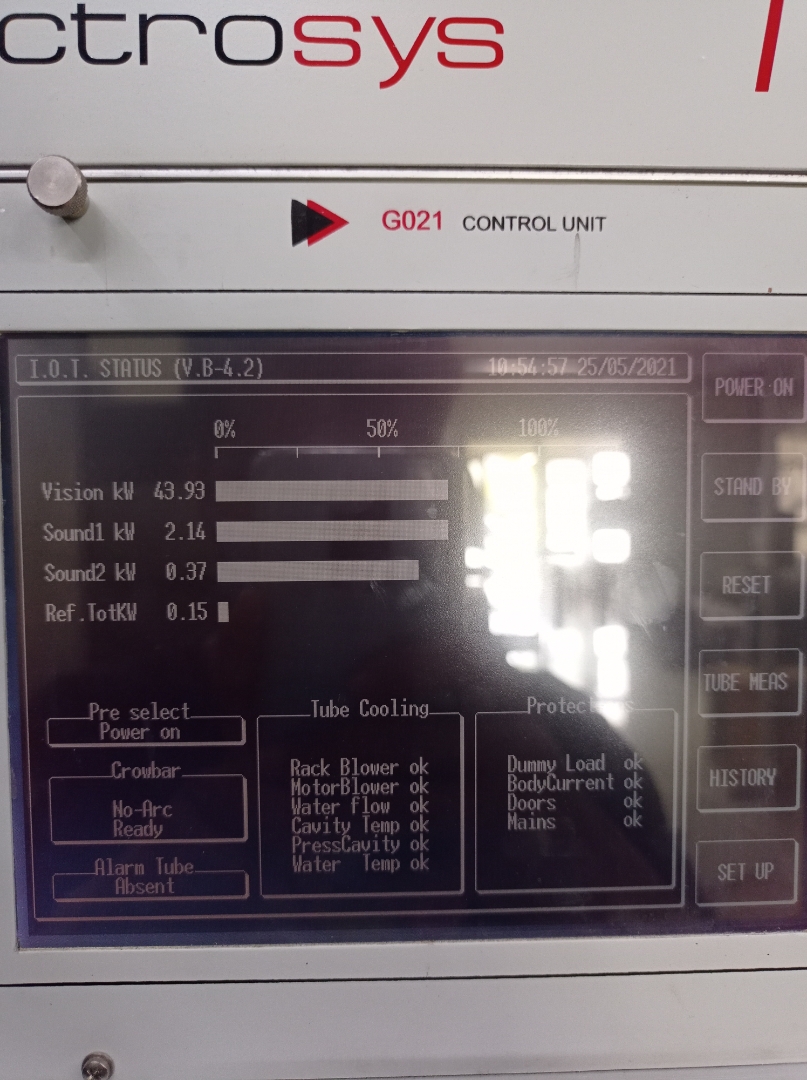 ctrosys
G021 CONTROL UNIT
I.O.T. STATUS (V.B-4.2) 10:54:57 25/05/2021
POWER ON
0% 50% 100%
Vision kW 43.93
STAND BY
Sound1 kW 2.14
Sound2 kW 0.37
RESET
Ref.TotKW 0.15
TUBE MEAS
Pre select
Power on
Tube Cooling
Crowbar
No-Arc
Ready
Alarm Tube
Absent
Rack Blower ok
MotorBlower ok
Water flow ok
Cavity Temp ok
PressCavity ok
Water Temp ok
Dummy Load ok
BodyCurrent ok
Doors ok
Mains ok
HISTORY
SET UP